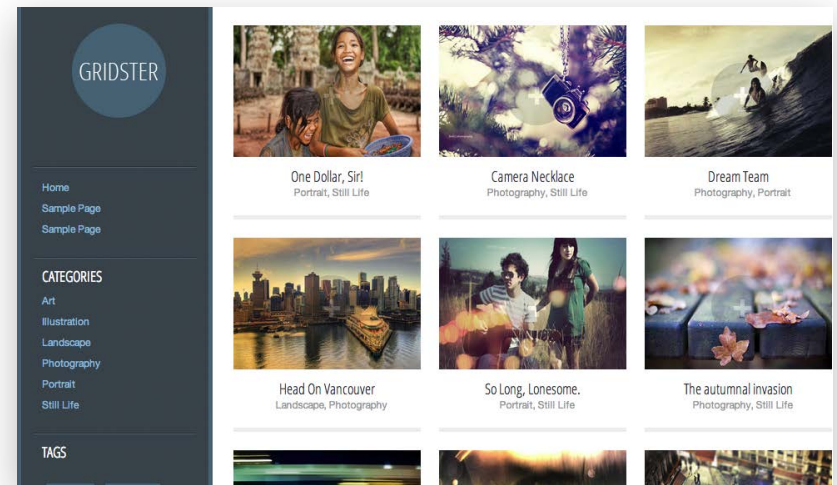 GRIDSTER
Home
Sample Page
Sample Page
CATEGORIES
Art
Illustration
Landscape
Photography
Portrait
Still Life
TAGS
One Dollar, Sir!
Portrait, Still Life
Camera Necklace
Photography, Still Life
Dream Team
Photography, Portrait
Head On Vancouver
Landscape, Photography
So Long, Lonesome.
Portrait, Still Life
The autumnal invasion
Photography, Still Life